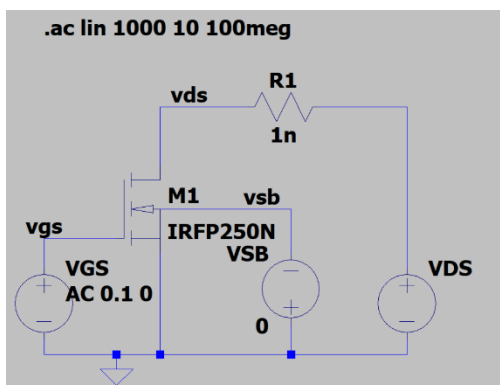 .ac lin 1000 10 100meg
R1
vds
1n
M1
vsb
vgs
IRFP250N
VGS
VSB
VDS
AC 0.1 0
0